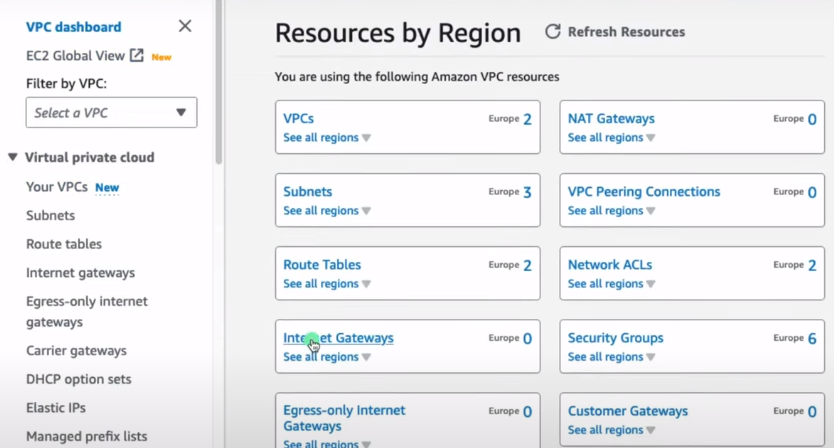 VPC dashboard
EC2 Global View New
Filter by VPC:
Select a VPC
Virtual private cloud
Your VPCs New
Subnets
Route tables
Internet gateways
Egress-only internet
gateways
Carrier gateways
DHCP option sets
Elastic IPs
Managed prefix lists
Resources by Region Refresh Resources
You are using the following Amazon VPC resources
VPCs Europe 2
See all regions
NAT Gateways Europe 0
See all regions
Subnets Europe 3
See all regions
VPC Peering Connections Europe 0
See all regions
Route Tables Europe 2
See all regions
Network ACLs Europe 2
See all regions
Internet Gateways Europe 0
See all regions
Security Groups Europe 6
See all regions
Egress-only Internet Europe 0
Gateways
See all regions
Customer Gateways Europe 0
See all regions